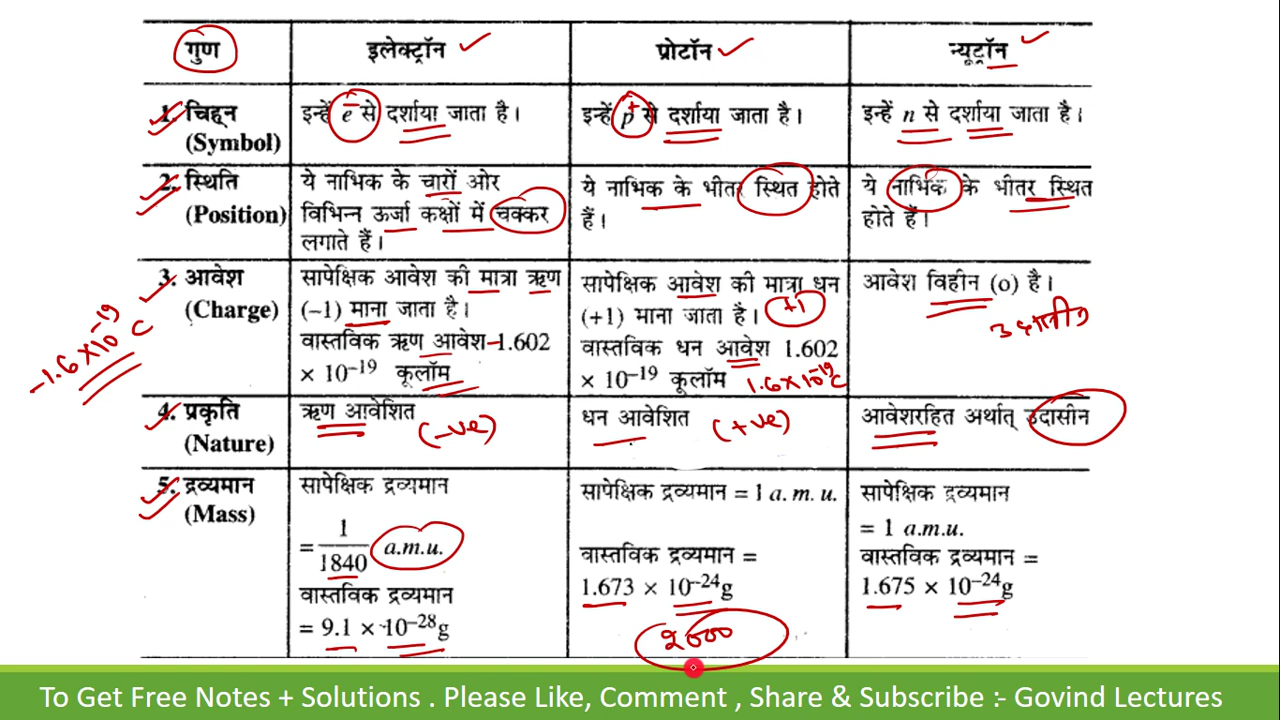 गुण इलेक्ट्रॉन प्रोटॉन न्यूट्रॉन
1. चिह्न
(Symbol)
इन्हें e⁻ से दर्शाया जाता है।
इन्हें p⁺ से दर्शाया जाता है।
इन्हें n से दर्शाया जाता है।
2. स्थिति
(Position)
ये नाभिक के चारों ओर
विभिन्न ऊर्जा कक्षों में चक्कर
लगाते हैं।
ये नाभिक के भीतर स्थित होते
हैं।
ये नाभिक के भीतर स्थित
होते हैं।
3. आवेश
(Charge)
-1.6×10⁻¹⁹ C
सापेक्षिक आवेश की मात्रा ऋण
(–1) माना जाता है।
वास्तविक ऋण आवेश -1.602
× 10⁻¹⁹ कूलॉम
सापेक्षिक आवेश की मात्रा धन
(+1) माना जाता है। +1
वास्तविक धन आवेश 1.602
× 10⁻¹⁹ कूलॉम 1.6×10⁻¹⁹C
आवेश विहीन (o) है।
4. प्रकृति
(Nature)
ऋण आवेशित (-ve)
धन आवेशित (+ve)
आवेशरहित अर्थात् उदासीन
5. द्रव्यमान
(Mass)
सापेक्षिक द्रव्यमान
= 1/1840 a.m.u.
वास्तविक द्रव्यमान
= 9.1 × 10⁻²⁸g
सापेक्षिक द्रव्यमान = 1 a. m. u.
वास्तविक द्रव्यमान =
1.673 × 10⁻²⁴g
2000
सापेक्षिक द्रव्यमान
= 1 a.m.u.
वास्तविक द्रव्यमान =
1.675 × 10⁻²⁴g
To Get Free Notes + Solutions . Please Like, Comment , Share & Subscribe :- Govind Lectures